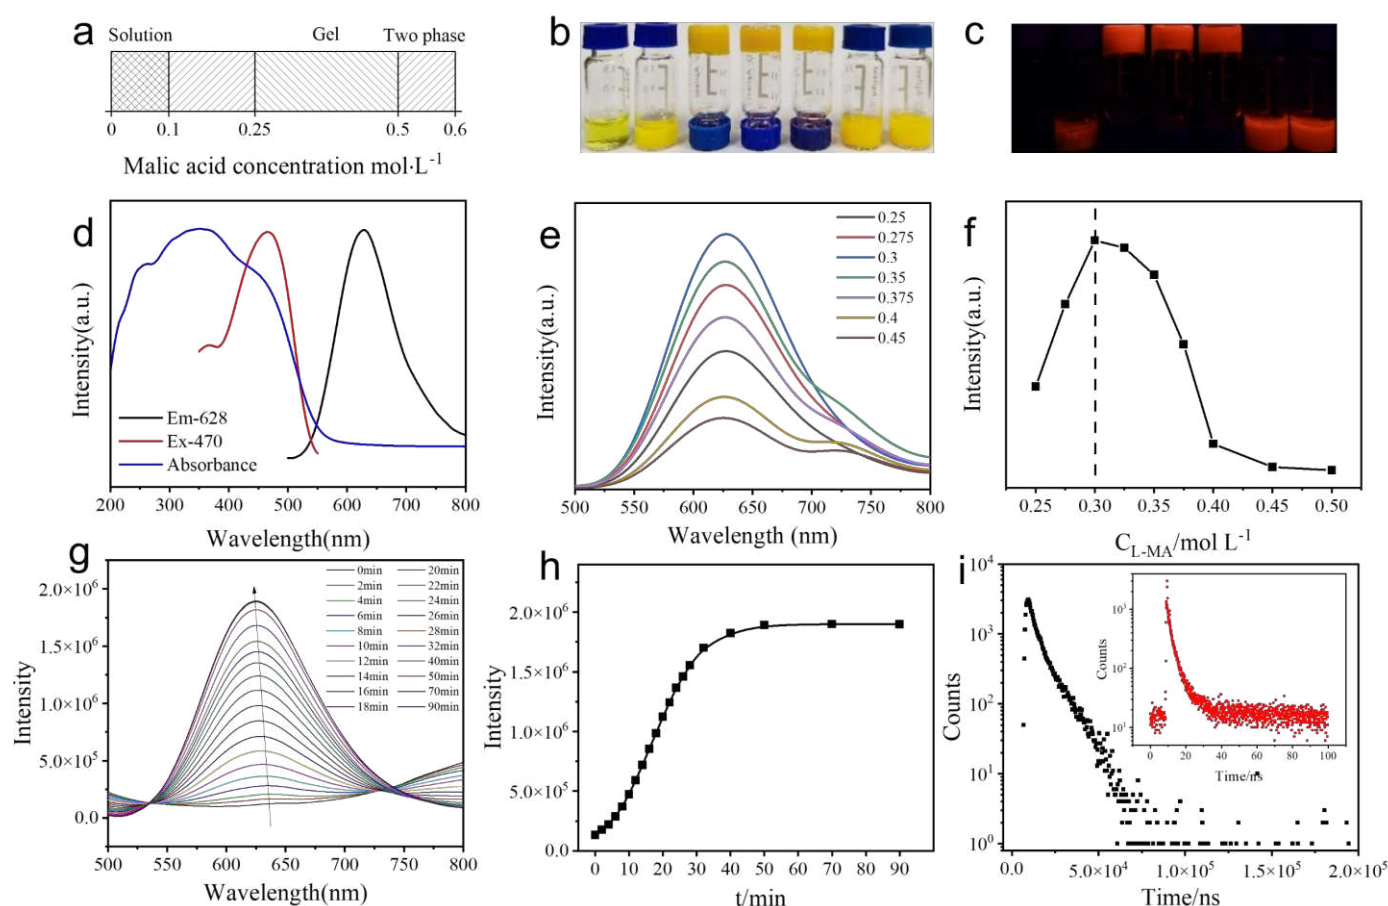 a
Solution Gel Two phase
0 0.1 0.25 0.5 0.6
Malic acid concentration mol·L⁻¹
b
c
d
Intensity(a.u.)
Em-628
Ex-470
Absorbance
200 300 400 500 600 700 800
Wavelength(nm)
e
Intensity(a.u.)
0.25
0.275
0.3
0.35
0.375
0.4
0.45
500 550 600 650 700 750 800
Wavelength (nm)
f
Intensity(a.u.)
0.25 0.30 0.35 0.40 0.45 0.50
C_L-MA/mol L⁻¹
g
Intensity
2.0×10⁶
1.5×10⁶
1.0×10⁶
5.0×10⁵
0.0
0min 20min
2min 22min
4min 24min
6min 26min
8min 28min
10min 32min
12min 40min
14min 50min
16min 70min
18min 90min
500 550 600 650 700 750 800
Wavelength(nm)
h
Intensity
2.0×10⁶
1.5×10⁶
1.0×10⁶
5.0×10⁵
0.0
0 10 20 30 40 50 60 70 80 90
t/min
i
Counts
10⁴
10³
10²
10¹
10⁰
0.0 5.0×10⁴ 1.0×10⁵ 1.5×10⁵ 2.0×10⁵
Time/ns
Counts
10³
10²
10¹
0 20 40 60 80 100
Time/ns